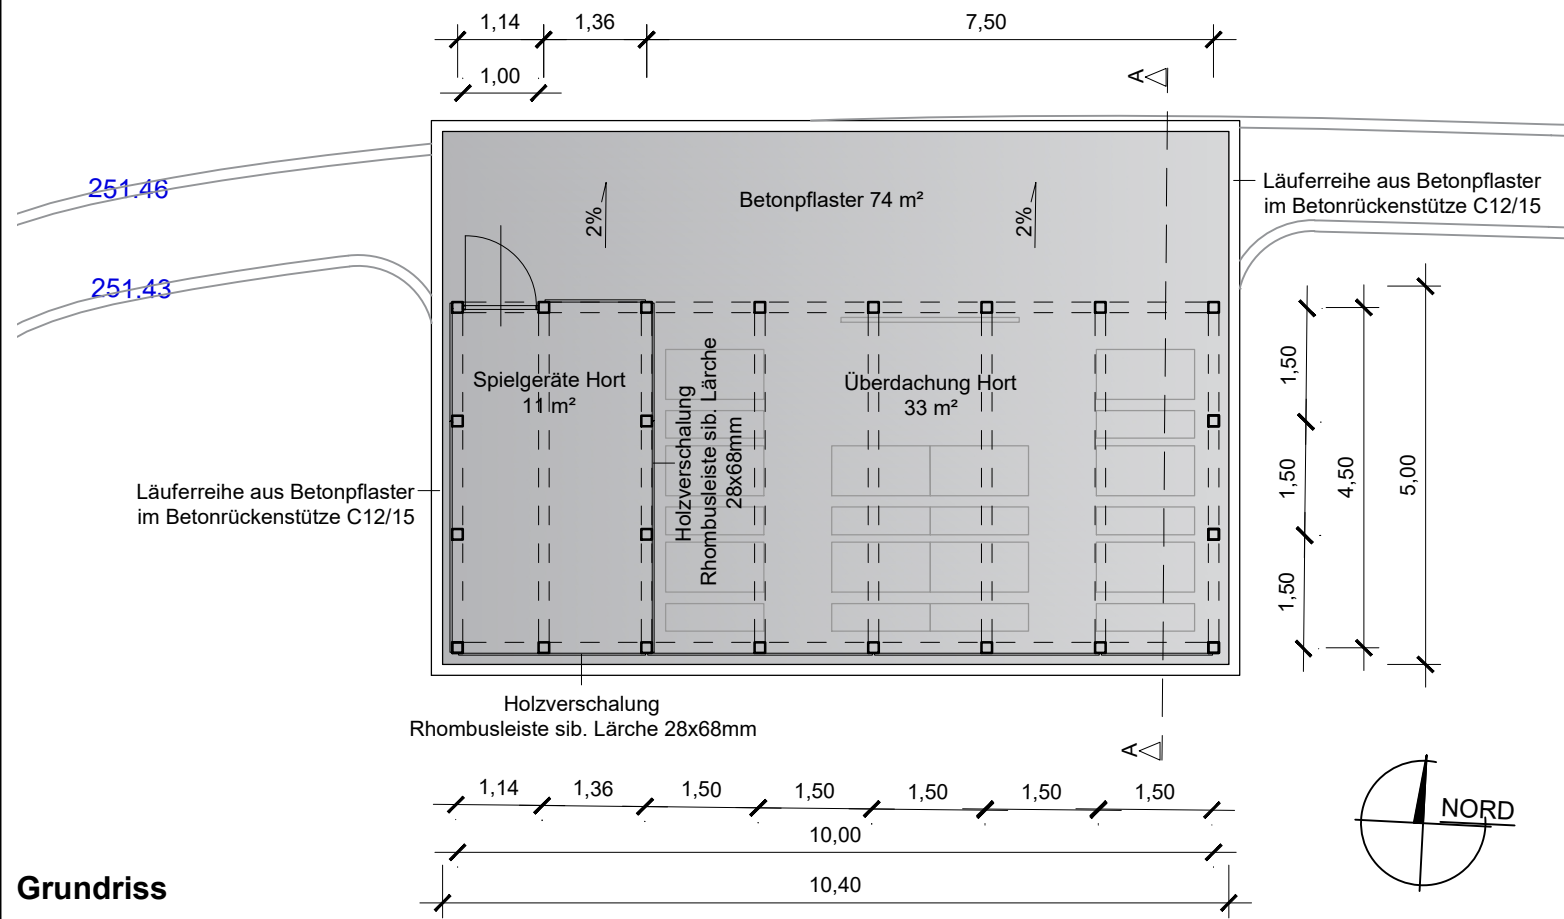 1,14
1,36
7,50
1,00
A
251.46
Betonpflaster 74 m²
2%
2%
Läuferreihe aus Betonpflaster
im Betonrückenstütze C12/15
251.43
Spielgeräte Hort
11 m²
Holzverschalung
Rhombusleiste sib. Lärche
28x68mm
Überdachung Hort
33 m²
1,50
1,50
1,50
4,50
5,00
Läuferreihe aus Betonpflaster
im Betonrückenstütze C12/15
Holzverschalung
Rhombusleiste sib. Lärche 28x68mm
A
1,14
1,36
1,50
1,50
1,50
1,50
1,50
10,00
10,40
NORD
Grundriss